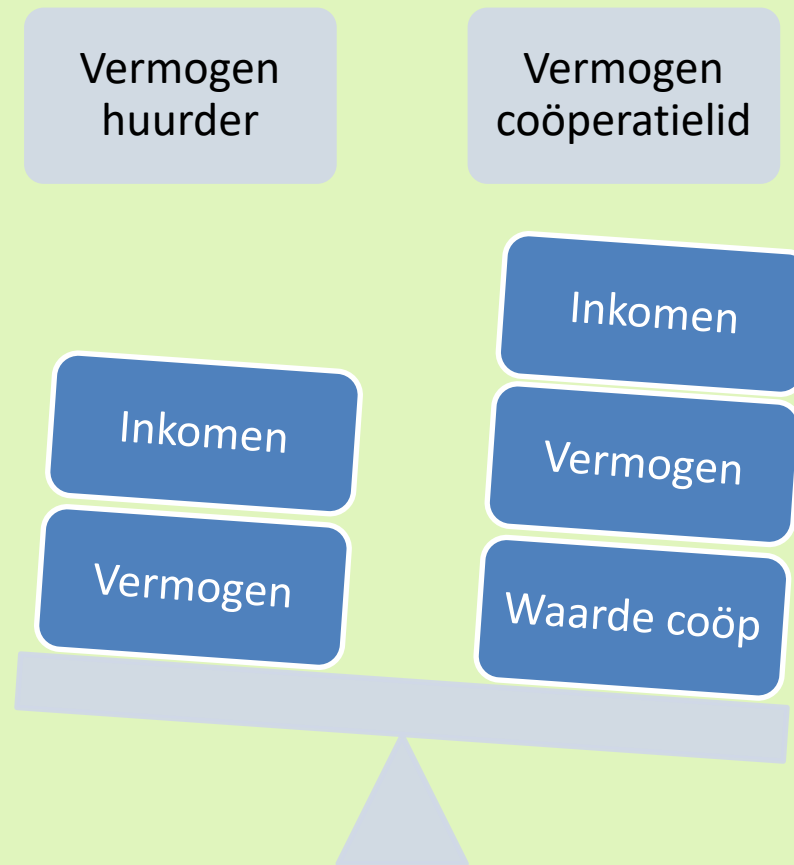 Vermogen
huurder
Vermogen
coöperatielid
Inkomen
Vermogen
Inkomen
Vermogen
Waarde coöp